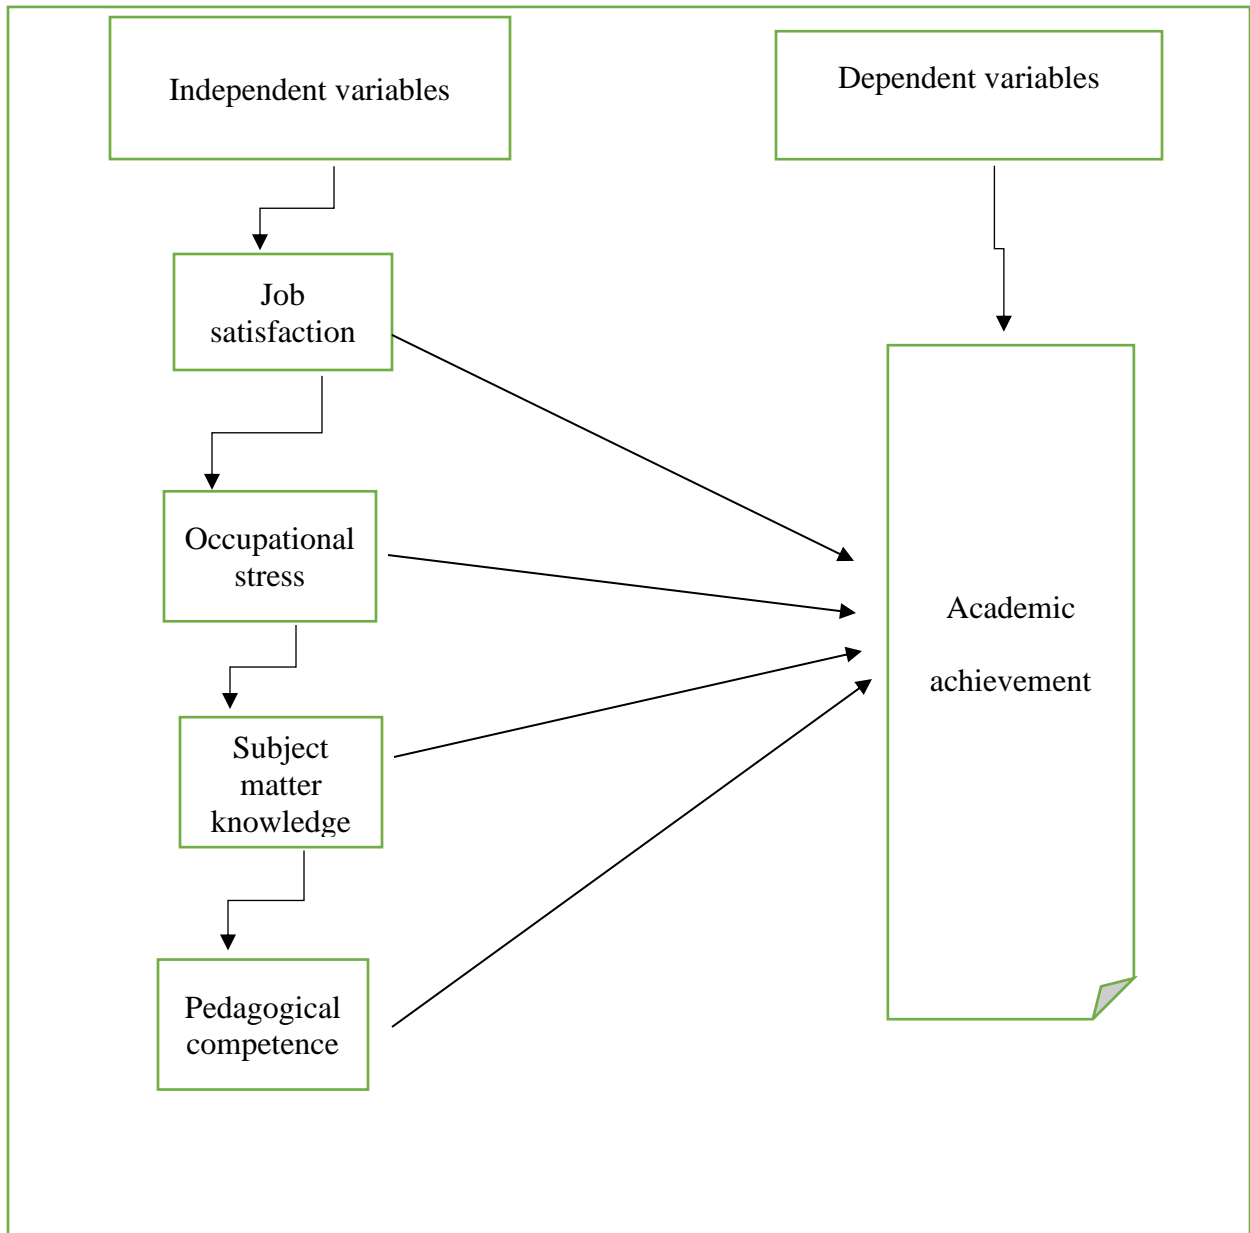 Independent variables
Dependent variables
Job
satisfaction
Occupational
stress
Subject
matter
knowledge
Pedagogical
competence
Academic
achievement